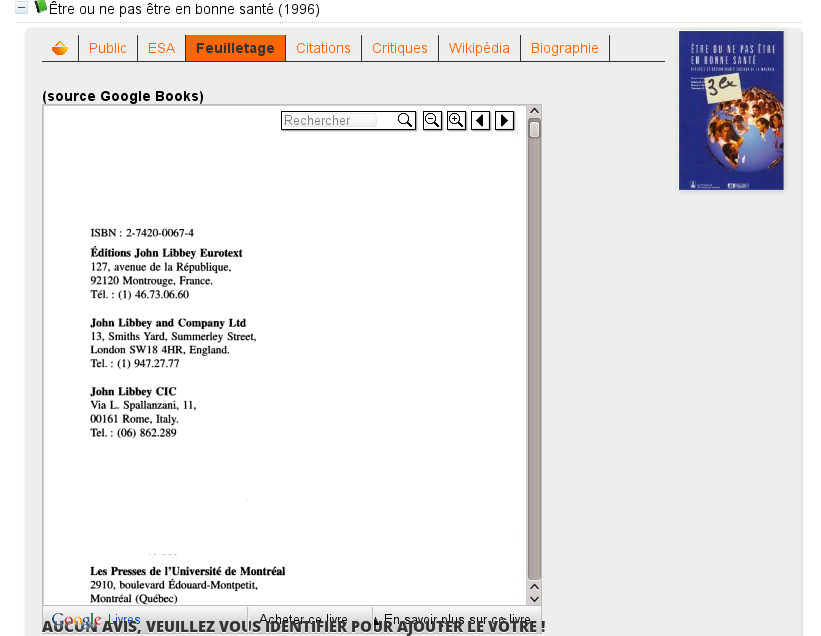 Être ou ne pas être en bonne santé (1996)
Public ESA Feuilletage Citations Critiques Wikipédia Biographie
ÊTRE OU NE PAS ÊTRE
EN BONNE SANTÉ
3 ex
(source Google Books)
Rechercher
ISBN : 2-7420-0067-4
Éditions John Libbey Eurotext
127, avenue de la République,
92120 Montrouge, France.
Tél. : (1) 46.73.06.60
John Libbey and Company Ltd
13, Smiths Yard, Summerley Street,
London SW18 4HR, England.
Tel. : (1) 947.27.77
John Libbey CIC
Via L. Spallanzani, 11,
00161 Rome, Italy.
Tel. : (06) 862.289
Les Presses de l'Université de Montréal
2910, boulevard Édouard-Montpetit,
Montréal (Québec)
Google Livres Acheter ce livre En savoir plus sur ce livre
AUCUN AVIS, VEUILLEZ VOUS IDENTIFIER POUR AJOUTER LE VÔTRE !